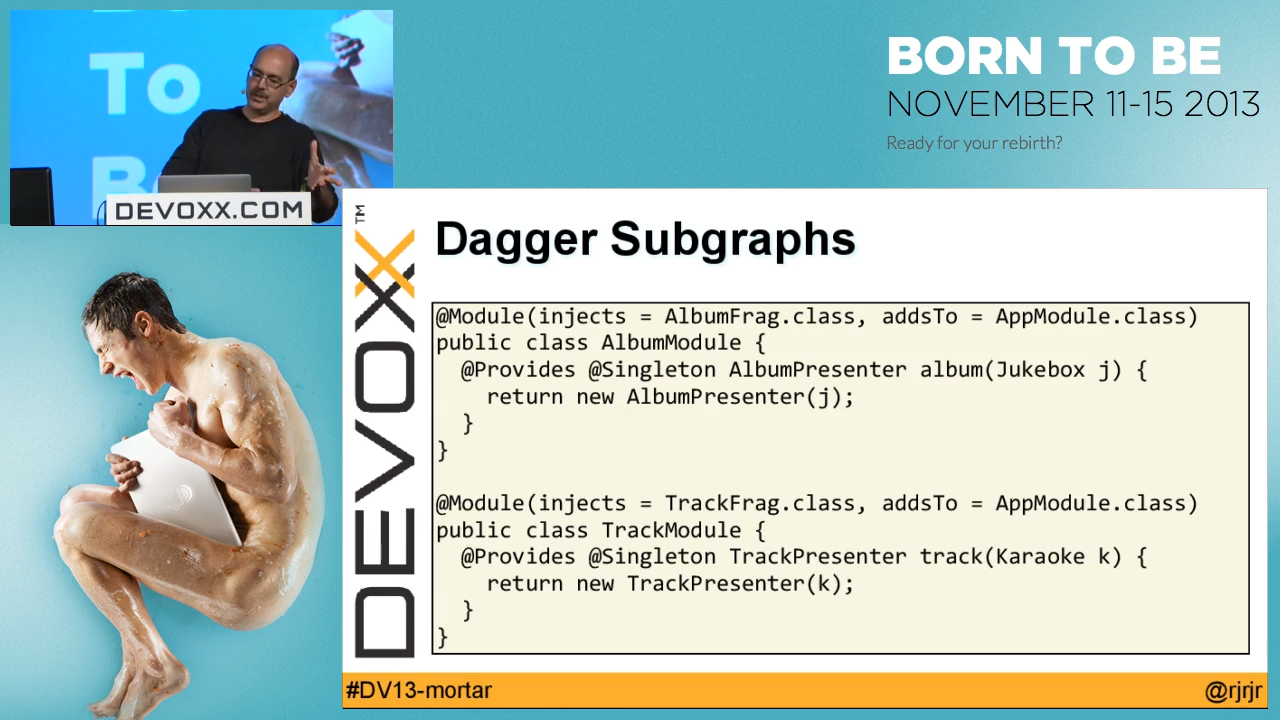 To
B
DEVOXX.COM
BORN TO BE
NOVEMBER 11-15 2013
Ready for your rebirth?
DEVOXX™
Dagger Subgraphs
@Module(injects = AlbumFrag.class, addsTo = AppModule.class)
public class AlbumModule {
  @Provides @Singleton AlbumPresenter album(Jukebox j) {
    return new AlbumPresenter(j);
  }
}
@Module(injects = TrackFrag.class, addsTo = AppModule.class)
public class TrackModule {
  @Provides @Singleton TrackPresenter track(Karaoke k) {
    return new TrackPresenter(k);
  }
}
#DV13-mortar
@rjrjr